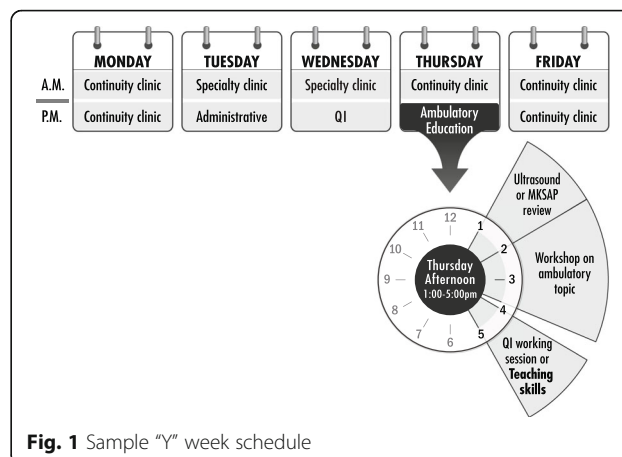 MONDAY TUESDAY WEDNESDAY THURSDAY FRIDAY
A.M. Continuity clinic Specialty clinic Specialty clinic Continuity clinic Continuity clinic
P.M. Continuity clinic Administrative QI Ambulatory Education Continuity clinic
Ultrasound
or MKSAP
review
12
11
1
10
2
9
3
8
4
7
5
6
Thursday
Afternoon
1:00-5:00pm
Workshop on
ambulatory
topic
QI working
session or
Teaching
skills
Fig. 1 Sample “Y” week schedule